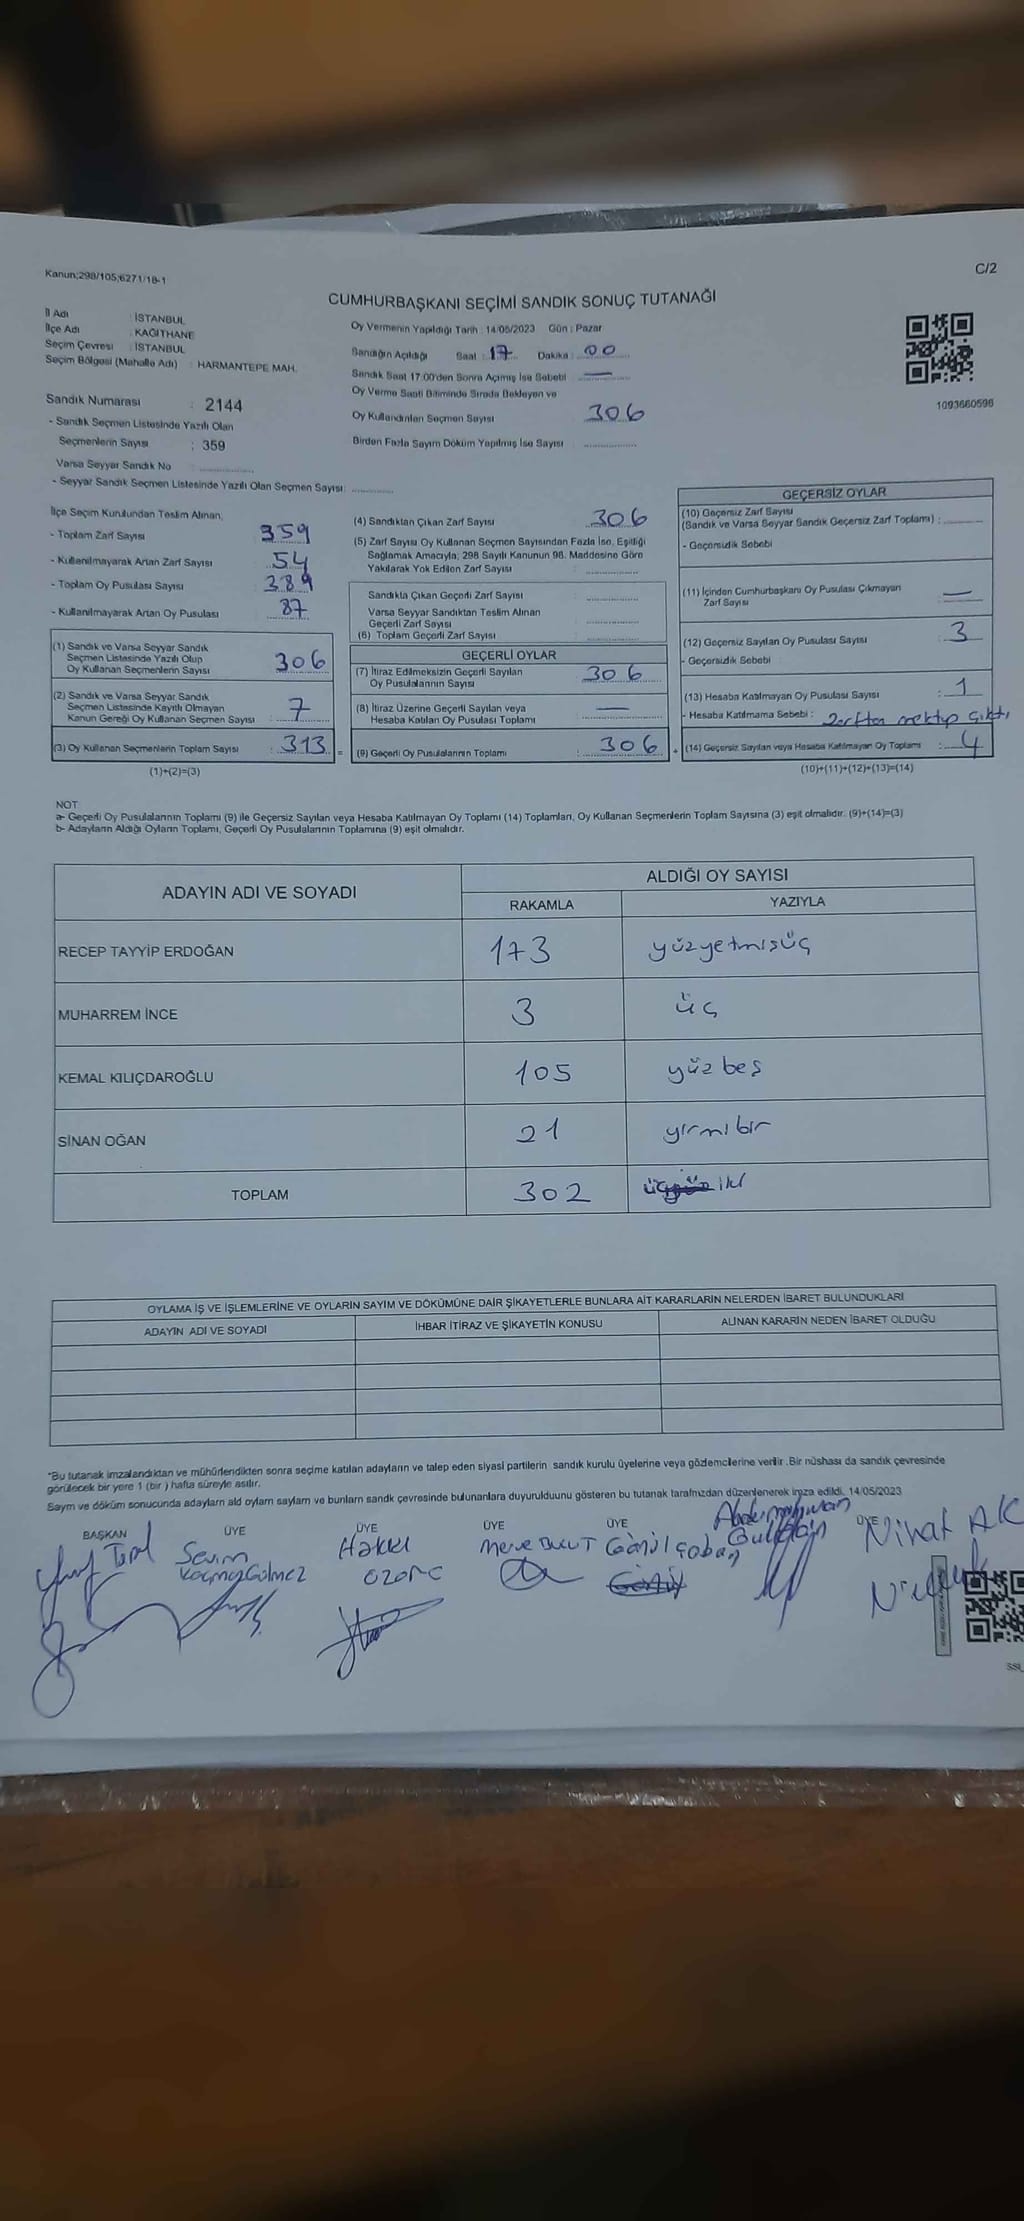 Kanun;298/105;6271/18-1
C/2
CUMHURBAŞKANI SEÇİMİ SANDIK SONUÇ TUTANAĞI
İl Adı : İSTANBUL
İlçe Adı : KAĞITHANE
Seçim Çevresi : İSTANBUL
Seçim Bölgesi (Mahalle Adı) : HARMANTEPE MAH.
Oy Vermenin Yapıldığı Tarih : 14/05/2023 Gün : Pazar
Sandığın Açıldığı Saat : 17 Dakika : 00
Sandık Saat 17:00'den Sonra Açılmış İse Sebebi : —
Oy Verme Saati Bitiminde Sırada Bekleyen ve
Oy Kullandırılan Seçmen Sayısı 306
Birden Fazla Sayım Döküm Yapılmış İse Sayısı :
1093660596
Sandık Numarası : 2144
- Sandık Seçmen Listesinde Yazılı Olan
Seçmenlerin Sayısı : 359
Varsa Seyyar Sandık No
- Seyyar Sandık Seçmen Listesinde Yazılı Olan Seçmen Sayısı:
İlçe Seçim Kurulundan Teslim Alınan;
- Toplam Zarf Sayısı 359
- Kullanılmayarak Artan Zarf Sayısı 54
- Toplam Oy Pusulası Sayısı 389
- Kullanılmayarak Artan Oy Pusulası 87
(1) Sandık ve Varsa Seyyar Sandık
Seçmen Listesinde Yazılı Olup
Oy Kullanan Seçmenlerin Sayısı 306
(2) Sandık ve Varsa Seyyar Sandık
Seçmen Listesinde Kayıtlı Olmayan
Kanun Gereği Oy Kullanan Seçmen Sayısı 7
(3) Oy Kullanan Seçmenlerin Toplam Sayısı : 313 =
(1)+(2)=(3)
(4) Sandıktan Çıkan Zarf Sayısı 306
(5) Zarf Sayısı Oy Kullanan Seçmen Sayısından Fazla İse, Eşitliği
Sağlamak Amacıyla; 298 Sayılı Kanunun 98. Maddesine Göre
Yakılarak Yok Edilen Zarf Sayısı :
Sandıkta Çıkan Geçerli Zarf Sayısı
Varsa Seyyar Sandıktan Teslim Alınan
Geçerli Zarf Sayısı
(6) Toplam Geçerli Zarf Sayısı
GEÇERLİ OYLAR
(7) İtiraz Edilmeksizin Geçerli Sayılan
Oy Pusulalarının Sayısı 306
(8) İtiraz Üzerine Geçerli Sayılan veya
Hesaba Katılan Oy Pusulası Toplamı : —
(9) Geçerli Oy Pusulalarının Toplamı : 306 +
GEÇERSİZ OYLAR
(10) Geçersiz Zarf Sayısı
(Sandık ve Varsa Seyyar Sandık Geçersiz Zarf Toplamı) :
- Geçersizlik Sebebi
(11) İçinden Cumhurbaşkanı Oy Pusulası Çıkmayan
Zarf Sayısı : —
(12) Geçersiz Sayılan Oy Pusulası Sayısı : 3
- Geçersizlik Sebebi
(13) Hesaba Katılmayan Oy Pusulası Sayısı : 1
- Hesaba Katılmama Sebebi : Zarftan mektup çıktı
(14) Geçersiz Sayılan veya Hesaba Katılmayan Oy Toplamı : 4
(10)+(11)+(12)+(13)=(14)
NOT
a- Geçerli Oy Pusulalarının Toplamı (9) ile Geçersiz Sayılan veya Hesaba Katılmayan Oy Toplamı (14) Toplamları, Oy Kullanan Seçmenlerin Toplam Sayısına (3) eşit olmalıdır. (9)+(14)=(3)
b- Adayların Aldığı Oyların Toplamı, Geçerli Oy Pusulalarının Toplamına (9) eşit olmalıdır.
ADAYIN ADI VE SOYADI
ALDIĞI OY SAYISI
RAKAMLA YAZIYLA
RECEP TAYYİP ERDOĞAN 173 yüzyetmişüç
MUHARREM İNCE 3 üç
KEMAL KILIÇDAROĞLU 105 yüzbeş
SİNAN OĞAN 21 yirmibir
TOPLAM 302 üçyüziki
OYLAMA İŞ VE İŞLEMLERİNE VE OYLARIN SAYIM VE DÖKÜMÜNE DAİR ŞİKAYETLERLE BUNLARA AİT KARARLARIN NELERDEN İBARET BULUNDUKLARI
ADAYIN ADI VE SOYADI İHBAR İTİRAZ VE ŞİKAYETİN KONUSU ALINAN KARARIN NEDEN İBARET OLDUĞU
*Bu tutanak imzalandıktan ve mühürlendikten sonra seçime katılan adayların ve talep eden siyasi partilerin sandık kurulu üyelerine veya gözlemcilerine verilir .Bir nüshası da sandık çevresinde
görülecek bir yere 1 (bir ) hafta süreyle asılır.
Sayım ve döküm sonucunda adayların ald oyların sayların ve bunların sandk çevresinde bulunanlara duyurulduunu gösteren bu tutanak tarafmızdan düzenlenerek imza edildi. 14/05/2023
BAŞKAN ÜYE ÜYE ÜYE ÜYE ÜYE
Sevim Hakkı Merve Bulut Gönül Çoban Nihat AK